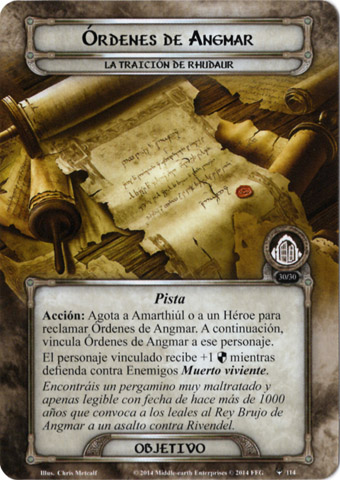 Órdenes de Angmar
La Traición de Rhudaur
30/30
Pista
Acción: Agota a Amarthiúl o a un Héroe para
reclamar Órdenes de Angmar. A continuación,
vincula Órdenes de Angmar a ese personaje.
El personaje vinculado recibe +1 mientras
defienda contra Enemigos Muerto viviente.
Encontráis un pergamino muy maltratado y
apenas legible con fecha de hace más de 1000
años que convoca a los leales al Rey Brujo de
Angmar a un asalto contra Rivendel.
Objetivo
Illus. Chris Metcalf
©2014 Middle-earth Enterprises © 2014 FFG
114